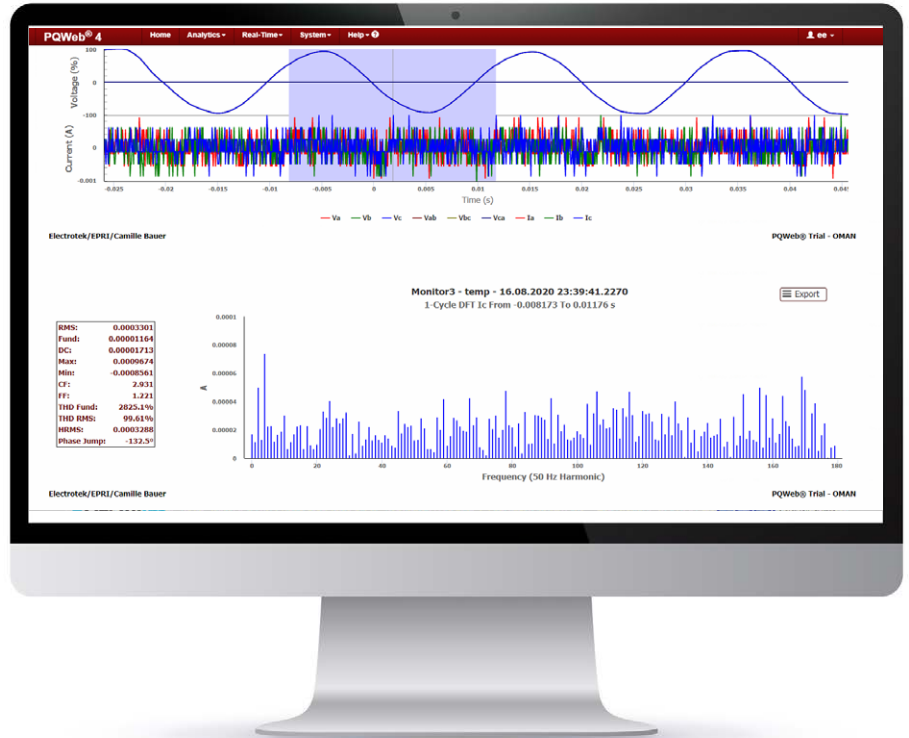 PQWeb® 4 Home Analytics Real-Time System Help ee
Voltage (%)
100
0
-100
Current (A)
0
-0.001
-0.025 -0.02 -0.015 -0.01 -0.005 0 0.005 0.01 0.015 0.02 0.025 0.03 0.035 0.04 0.045
Time (s)
Va Vb Vc Vab Vbc Vca Ia Ib Ic
Electrotek/EPRI/Camille Bauer PQWeb® Trial - OMAN
Monitor3 - temp - 16.08.2020 23:39:41.2270
Export
1-Cycle DFT Ic From -0.008173 To 0.01176 s
RMS: 0.0003301
Fund: 0.00001164
DC: 0.00001713
Max: 0.0009674
Min: -0.0008561
CF: 2.931
FF: 1.221
THD Fund: 2825.1%
THD RMS: 99.61%
HRMS: 0.0003288
Phase Jump: -132.5º
A
0.0001
0.00008
0.00006
0.00004
0.00002
0
0 20 40 60 80 100 120 140 160 180
Frequency (50 Hz Harmonic)
Electrotek/EPRI/Camille Bauer PQWeb® Trial - OMAN